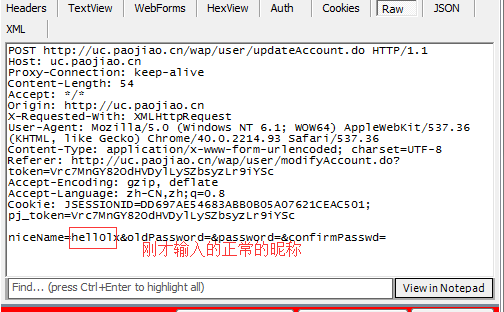 Headers TextView WebForms HexView Auth Cookies Raw JSON
XML
POST http://uc.paojiao.cn/wap/user/updateAccount.do HTTP/1.1
Host: uc.paojiao.cn
Proxy-Connection: keep-alive
Content-Length: 54
Accept: */*
Origin: http://uc.paojiao.cn
X-Requested-With: XMLHttpRequest
User-Agent: Mozilla/5.0 (Windows NT 6.1; WOW64) AppleWebKit/537.36
(KHTML, like Gecko) Chrome/40.0.2214.93 Safari/537.36
Content-Type: application/x-www-form-urlencoded; charset=UTF-8
Referer: http://uc.paojiao.cn/wap/user/modifyAccount.do?
token=Vrc7MnGY82OdHVDylLySZbsyzLr9iYSc
Accept-Encoding: gzip, deflate
Accept-Language: zh-CN,zh;q=0.8
Cookie: JSESSIONID=DD697AE54683ABB0B05A07621CEAC501;
pj_token=Vrc7MnGY82OdHVDylLySZbsyzLr9iYSc
niceName=hellolx&oldPassword=&password=&confirmPasswd=
刚才输入的正常的昵称
Find... (press Ctrl+Enter to highlight all) View in Notepad